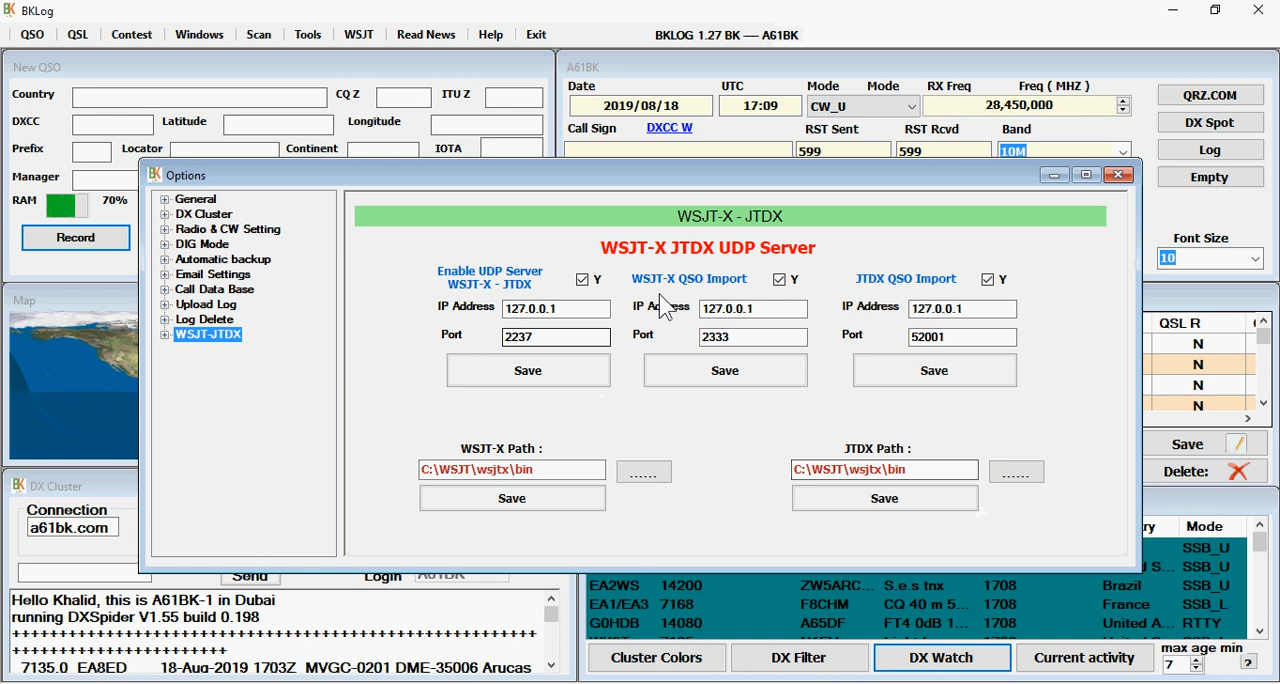 BKLog
QSO QSL Contest Windows Scan Tools WSJT Read News Help Exit BKLOG 1.27 BK — A61BK
New QSO
Country CQ Z ITU Z
DXCC Latitude Longitude
Prefix Locator Continent IOTA
Manager
RAM 70%
Record
A61BK
Date UTC Mode Mode RX Freq Freq ( MHZ )
2019/08/18 17:09 CW_U 28,450,000
Call Sign DXCC W RST Sent RST Rcvd Band
599 599 10M
QRZ.COM
DX Spot
Log
Empty
Font Size
10
Options
General
DX Cluster
Radio & CW Setting
DIG Mode
Automatic backup
Email Settings
Call Data Base
Upload Log
Log Delete
WSJT-JTDX
WSJT-X - JTDX
WSJT-X JTDX UDP Server
Enable UDP Server
WSJT-X - JTDX
Y WSJT-X QSO Import Y JTDX QSO Import Y
IP Address 127.0.0.1 IP Address 127.0.0.1 IP Address 127.0.0.1
Port 2237 Port 2333 Port 52001
Save Save Save
WSJT-X Path : JTDX Path :
C:\WSJT\wsjtx\bin ...... C:\WSJT\wsjtx\bin ......
Save Save
Map
QSL R
N
N
N
N
Save
Delete:
DX Cluster
Connection
a61bk.com
Send Login A61BK
Hello Khalid, this is A61BK-1 in Dubai
running DXSpider V1.55 build 0.198
7135.0 EA8ED 18-Aug-2019 1703Z MVGC-0201 DME-35006 Arucas
ry Mode
SSB_U
d S... SSB_U
EA2WS 14200 ZW5ARC... S.e.s tnx 1708 Brazil SSB_U
EA1/EA3 7168 F8CHM CQ 40 m 5... 1708 France SSB_L
G0HDB 14080 A65DF FT4 0dB 1... 1708 United A... RTTY
Cluster Colors DX Filter DX Watch Current activity max age min
7 ?